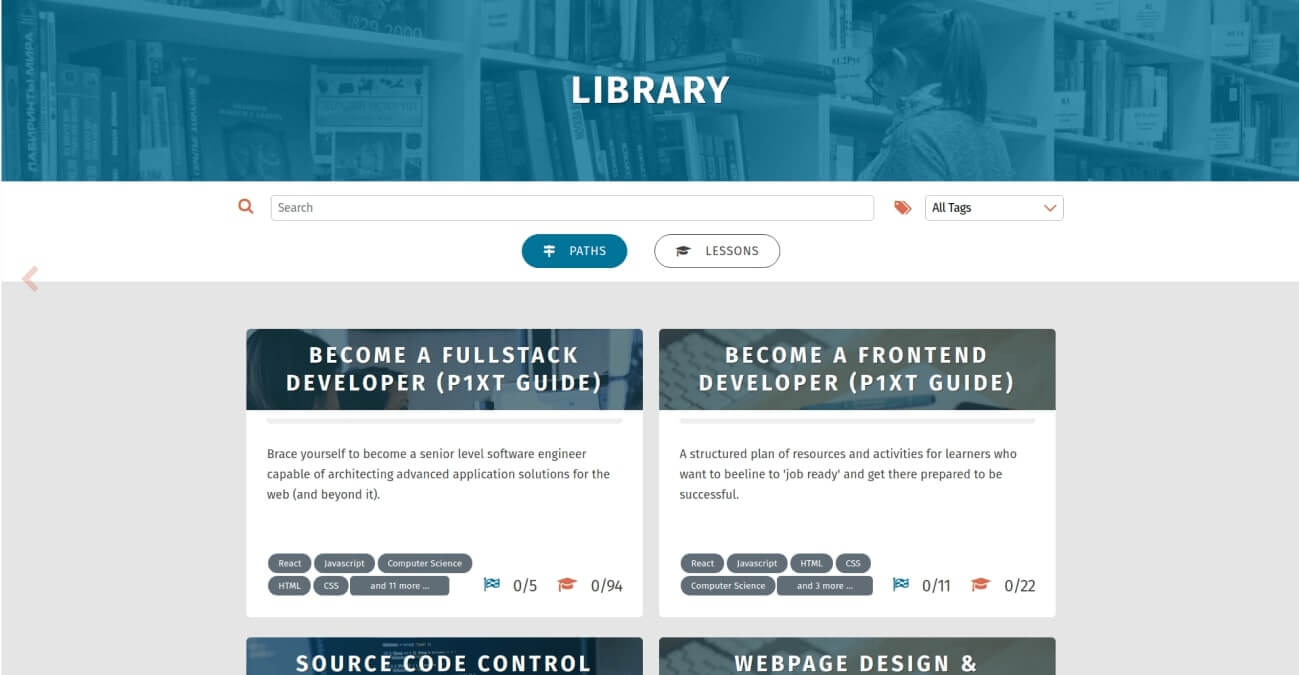 LIBRARY
ЛАБИРИНТЫ МИРА
Search
All Tags
PATHS
LESSONS
BECOME A FULLSTACK
DEVELOPER (P1XT GUIDE)
Brace yourself to become a senior level software engineer
capable of architecting advanced application solutions for the
web (and beyond it).
React Javascript Computer Science
HTML CSS and 11 more ... 0/5 0/94
BECOME A FRONTEND
DEVELOPER (P1XT GUIDE)
A structured plan of resources and activities for learners who
want to beeline to 'job ready' and get there prepared to be
successful.
React Javascript HTML CSS
Computer Science and 3 more ... 0/11 0/22
SOURCE CODE CONTROL
WEBPAGE DESIGN &